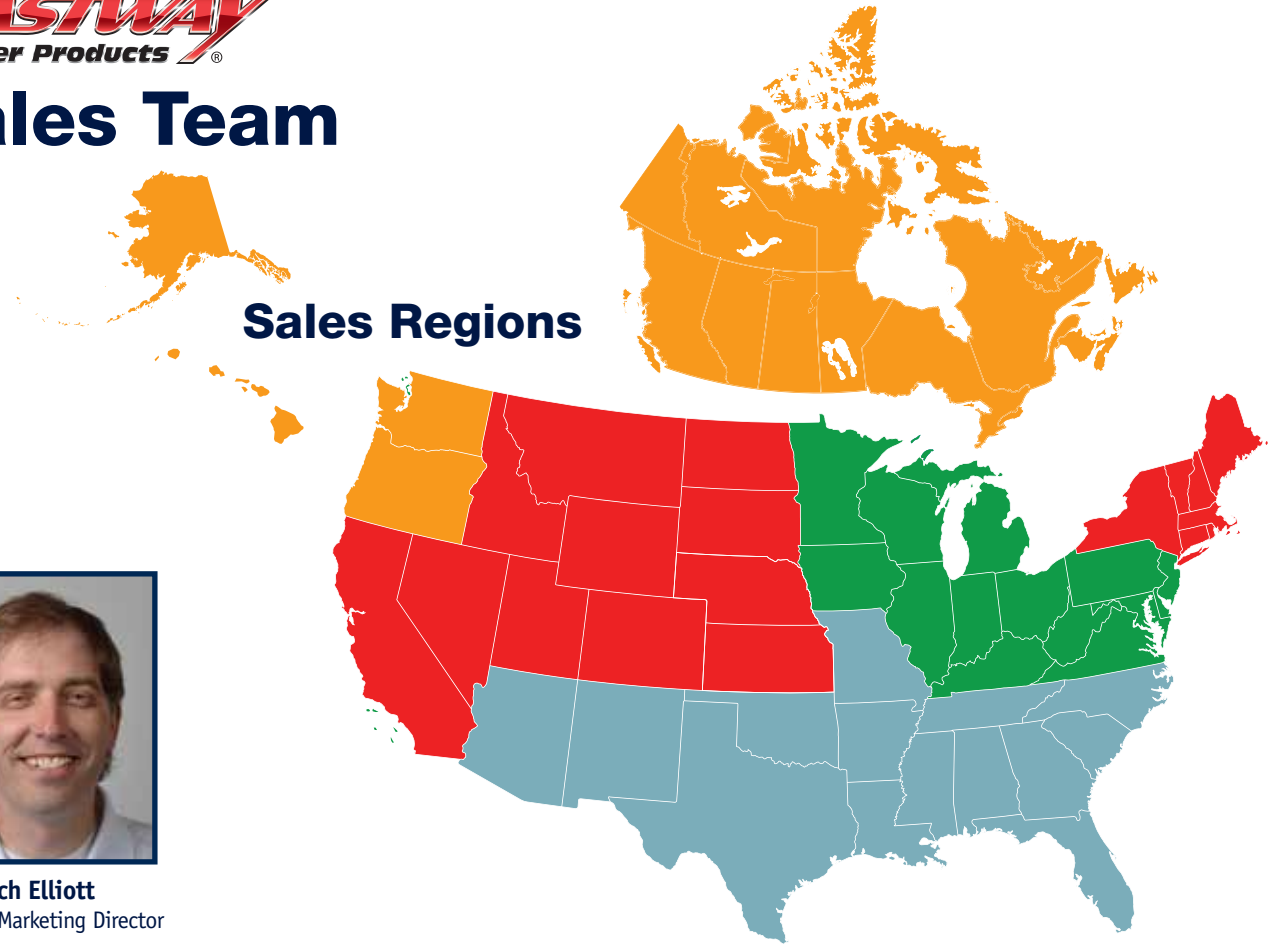 er Products ®
ales Team
Sales Regions
ch Elliott
Marketing Director